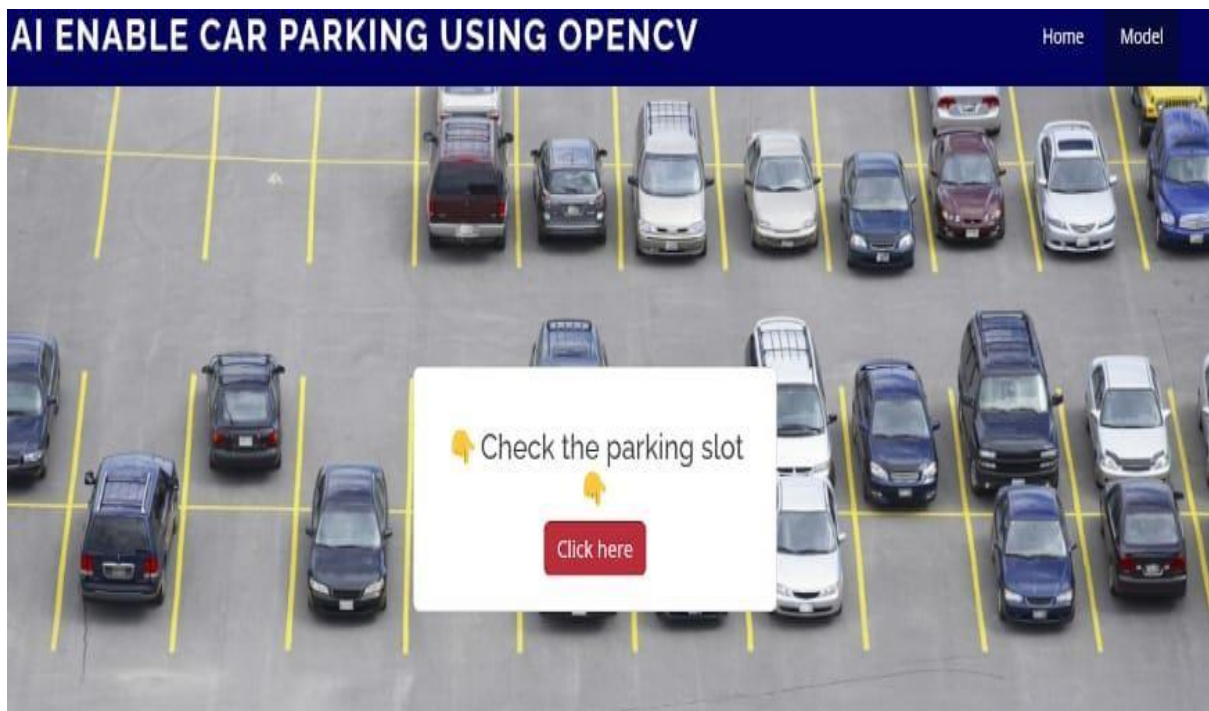 AI ENABLE CAR PARKING USING OPENCV
Home Model
👇Check the parking slot
👇
Click here